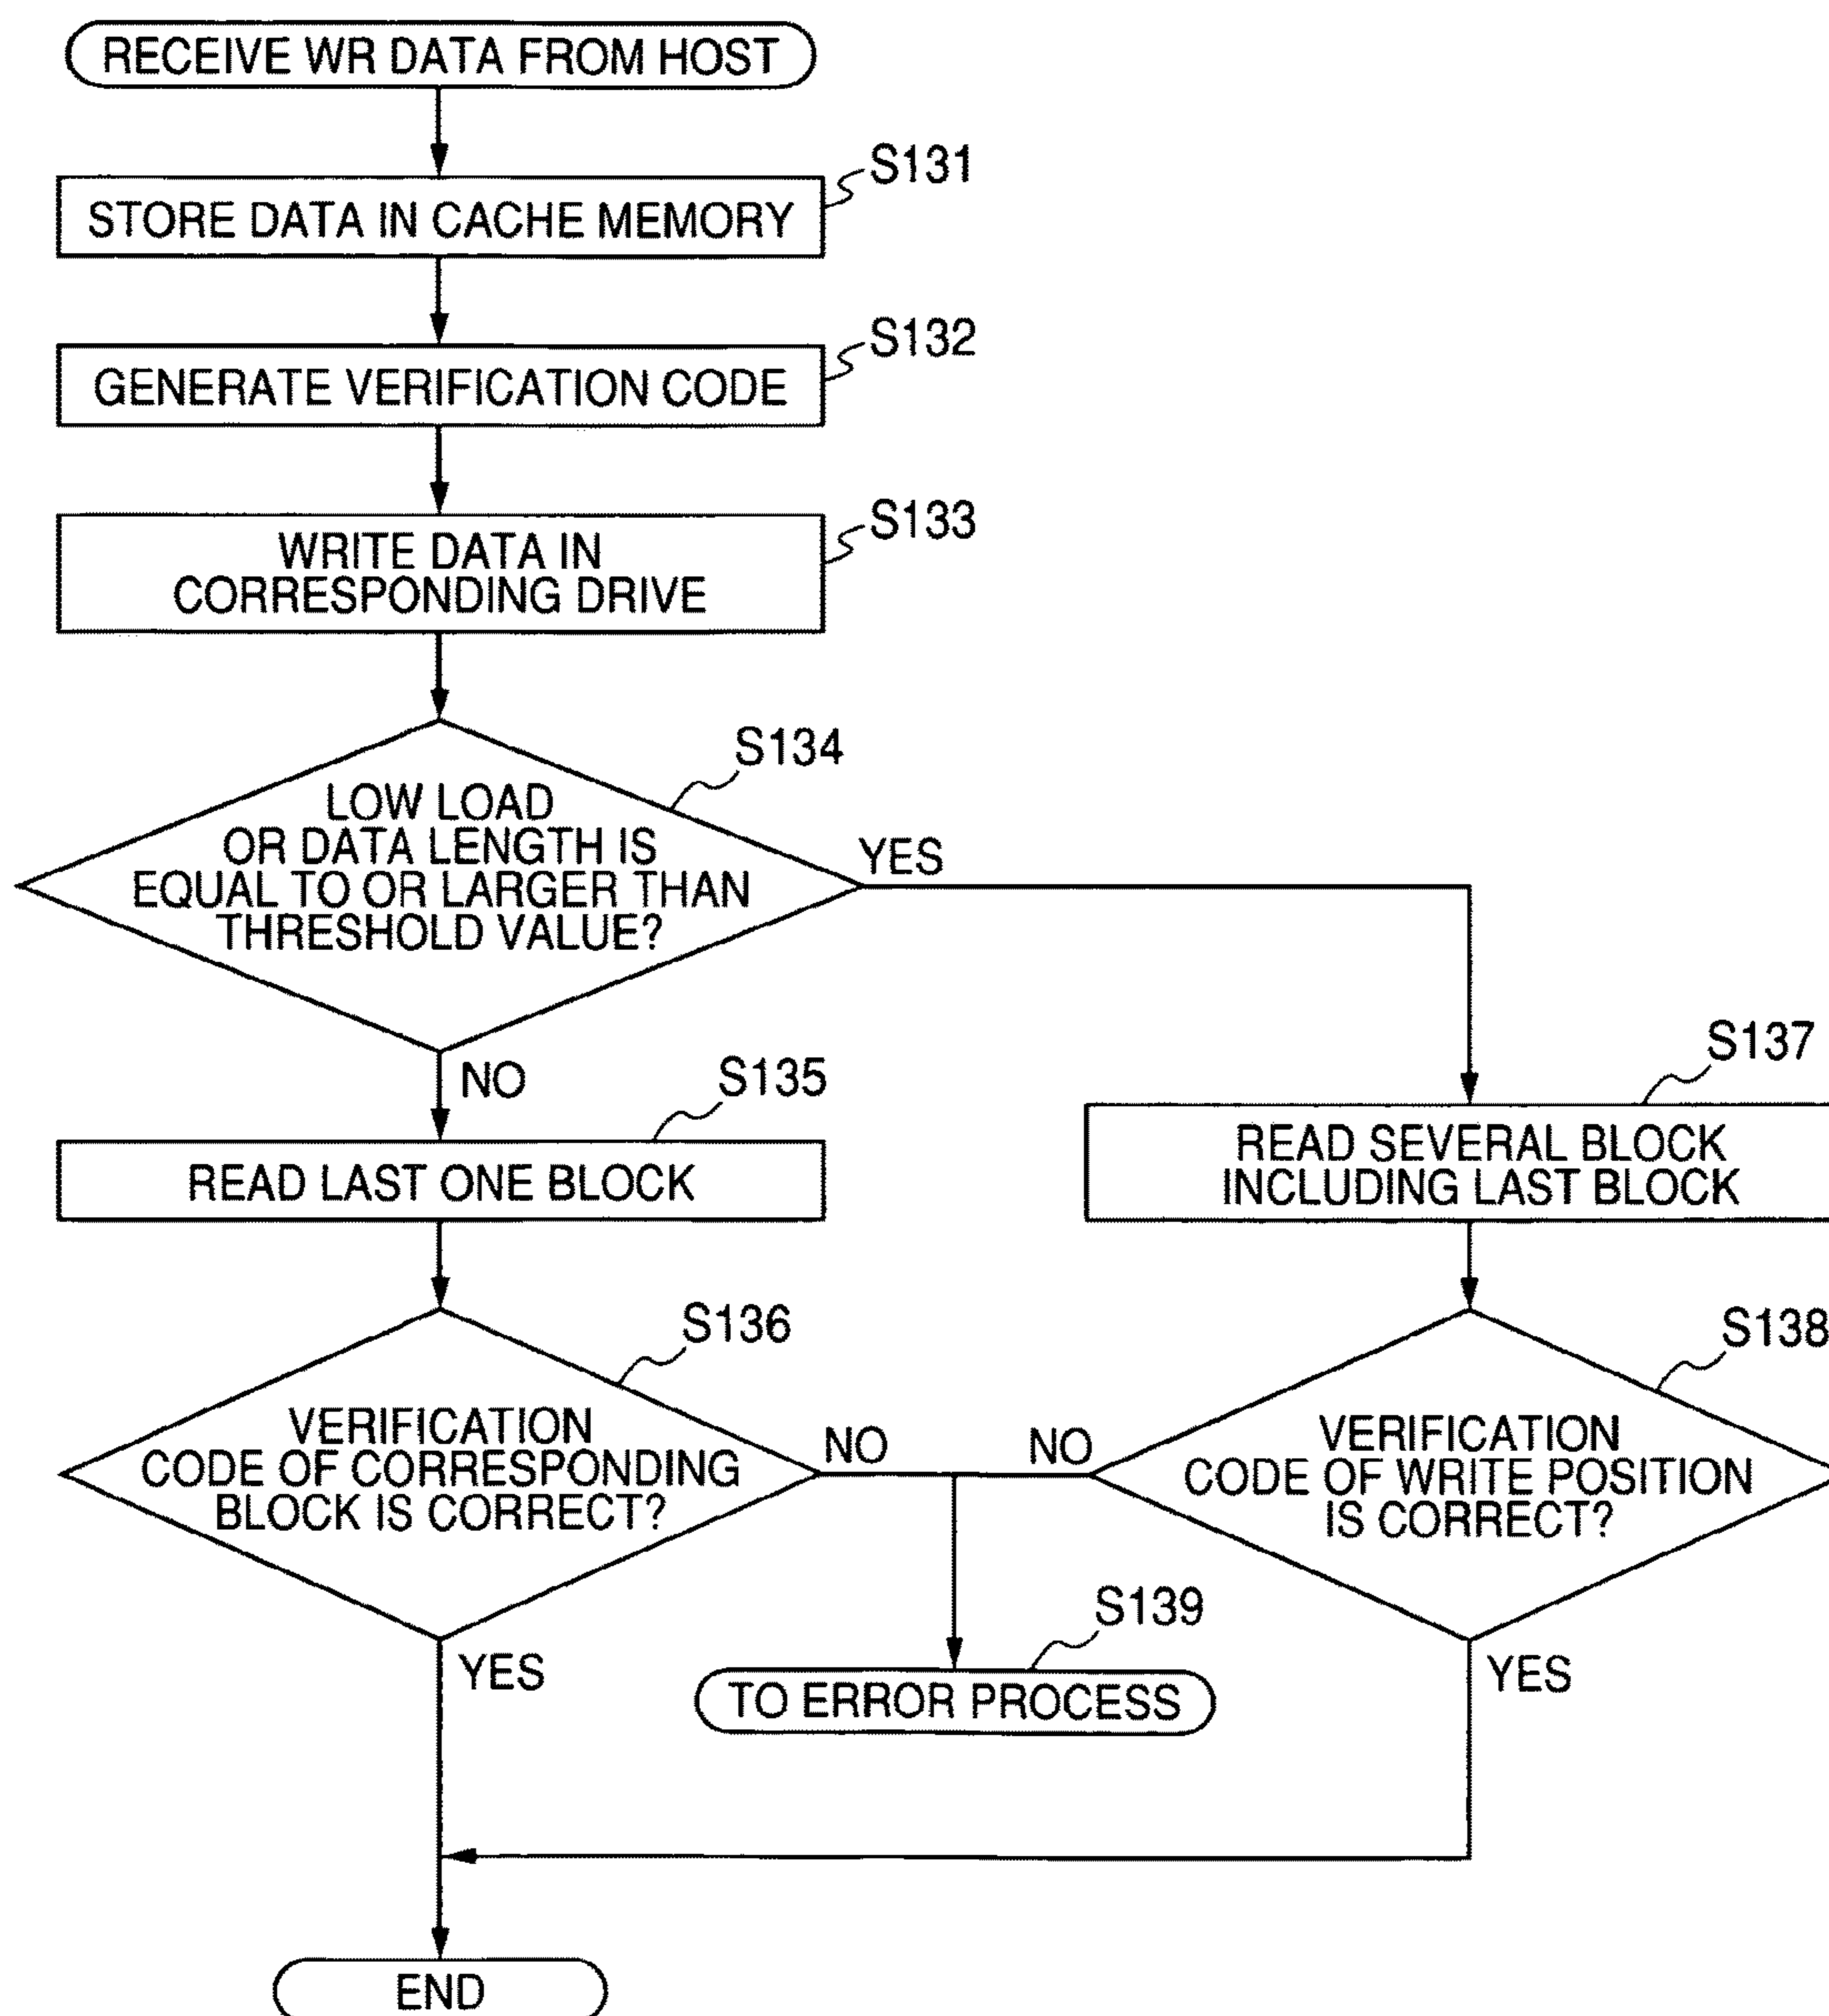 RECEIVE WR DATA FROM HOST
S131
STORE DATA IN CACHE MEMORY
S132
GENERATE VERIFICATION CODE
S133
WRITE DATA IN
CORRESPONDING DRIVE
S134
LOW LOAD
OR DATA LENGTH IS
EQUAL TO OR LARGER THAN
THRESHOLD VALUE?
YES
NO
S135
READ LAST ONE BLOCK
S137
READ SEVERAL BLOCK
INCLUDING LAST BLOCK
S136
VERIFICATION
CODE OF CORRESPONDING
BLOCK IS CORRECT?
NO
YES
S138
VERIFICATION
CODE OF WRITE POSITION
IS CORRECT?
NO
YES
S139
TO ERROR PROCESS
END